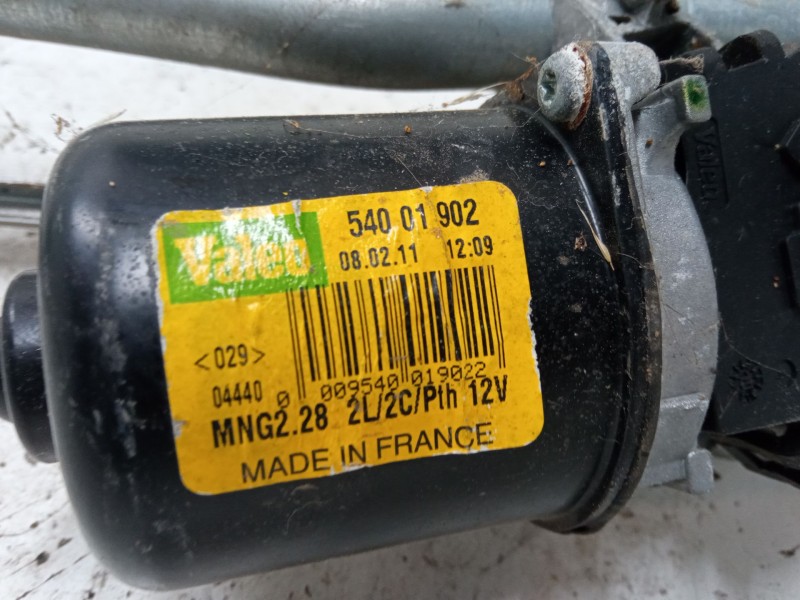 Valeo
540 01 902
08.02.11 12:09
<029>
04440
0 009540 019022
MNG2.28 2L/2C/Pth 12V
MADE IN FRANCE
Valeo